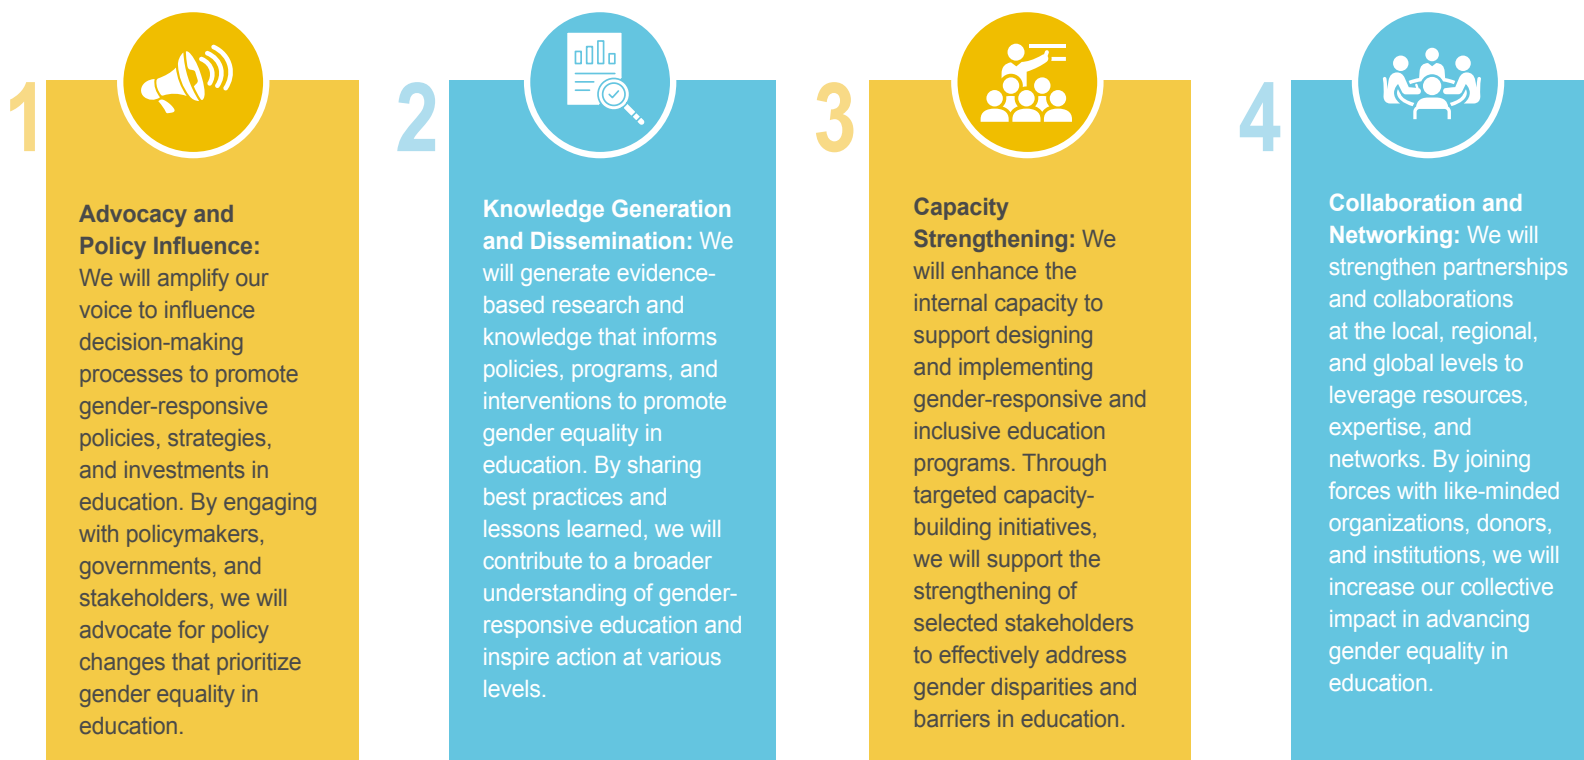 1
Advocacy and
Policy Influence:
We will amplify our
voice to influence
decision-making
processes to promote
gender-responsive
policies, strategies,
and investments in
education. By engaging
with policymakers,
governments, and
stakeholders, we will
advocate for policy
changes that prioritize
gender equality in
education.
2
Knowledge Generation
and Dissemination: We
will generate evidence-
based research and
knowledge that informs
policies, programs, and
interventions to promote
gender equality in
education. By sharing
best practices and
lessons learned, we will
contribute to a broader
understanding of gender-
responsive education and
inspire action at various
levels.
3
Capacity
Strengthening: We
will enhance the
internal capacity to
support designing
and implementing
gender-responsive and
inclusive education
programs. Through
targeted capacity-
building initiatives,
we will support the
strengthening of
selected stakeholders
to effectively address
gender disparities and
barriers in education.
4
Collaboration and
Networking: We will
strengthen partnerships
and collaborations
at the local, regional,
and global levels to
leverage resources,
expertise, and
networks. By joining
forces with like-minded
organizations, donors,
and institutions, we will
increase our collective
impact in advancing
gender equality in
education.